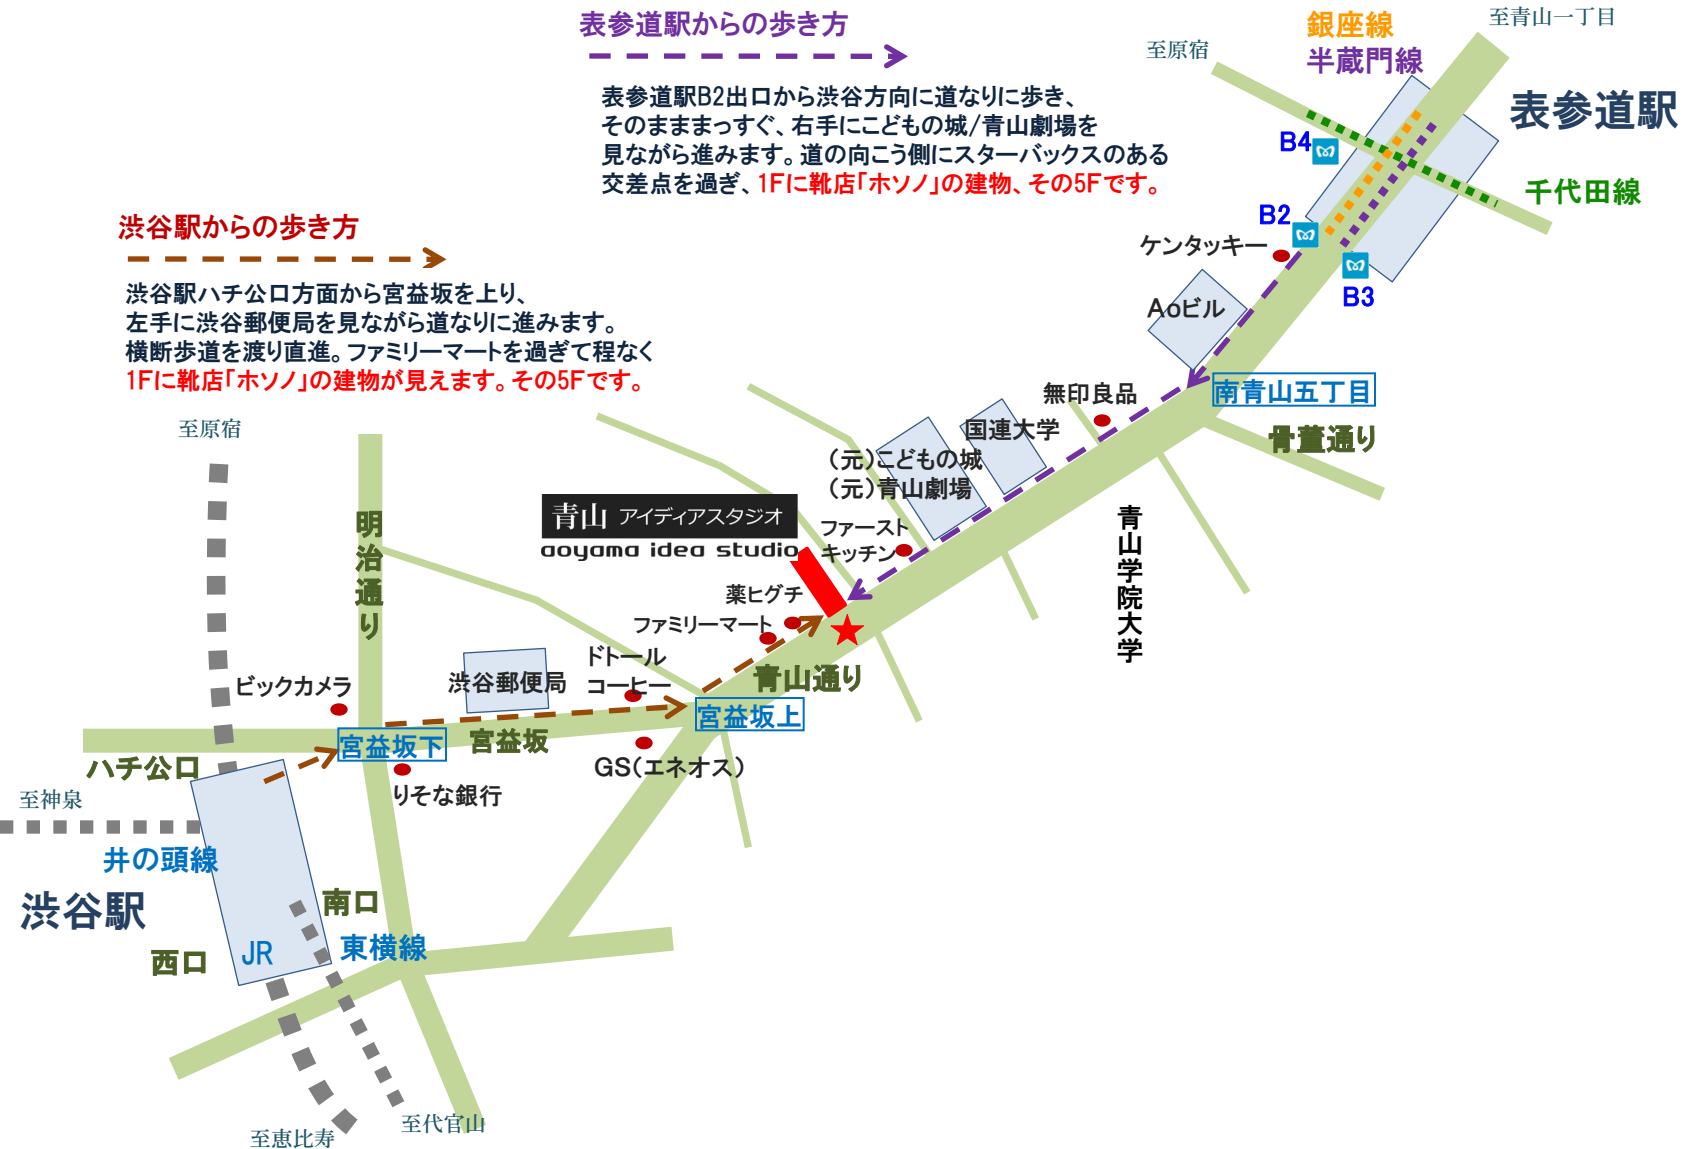 表参道駅からの歩き方
表参道駅B2出口から渋谷方向に道なりに歩き、
そのまままっすぐ、右手にこどもの城/青山劇場を
見ながら進みます。道の向こう側にスターバックスのある
交差点を過ぎ、1Fに靴店「ホソノ」の建物、その5Fです。
渋谷駅からの歩き方
渋谷駅ハチ公口方面から宮益坂を上り、
左手に渋谷郵便局を見ながら道なりに進みます。
横断歩道を渡り直進。ファミリーマートを過ぎて程なく
1Fに靴店「ホソノ」の建物が見えます。その5Fです。
至青山一丁目
銀座線
半蔵門線
至原宿
表参道駅
B4
千代田線
B2
B3
ケンタッキー
Aoビル
南青山五丁目
骨董通り
無印良品
国連大学
(元)こどもの城
(元)青山劇場
青山学院大学
ファースト
キッチン
青山 アイディアスタジオ
aoyama idea studio
薬ヒグチ
ファミリーマート
青山通り
ドトール
コーヒー
宮益坂上
GS(エネオス)
渋谷郵便局
宮益坂
至原宿
明治通り
ビックカメラ
宮益坂下
りそな銀行
ハチ公口
至神泉
井の頭線
渋谷駅
南口
東横線
西口
JR
至恵比寿
至代官山